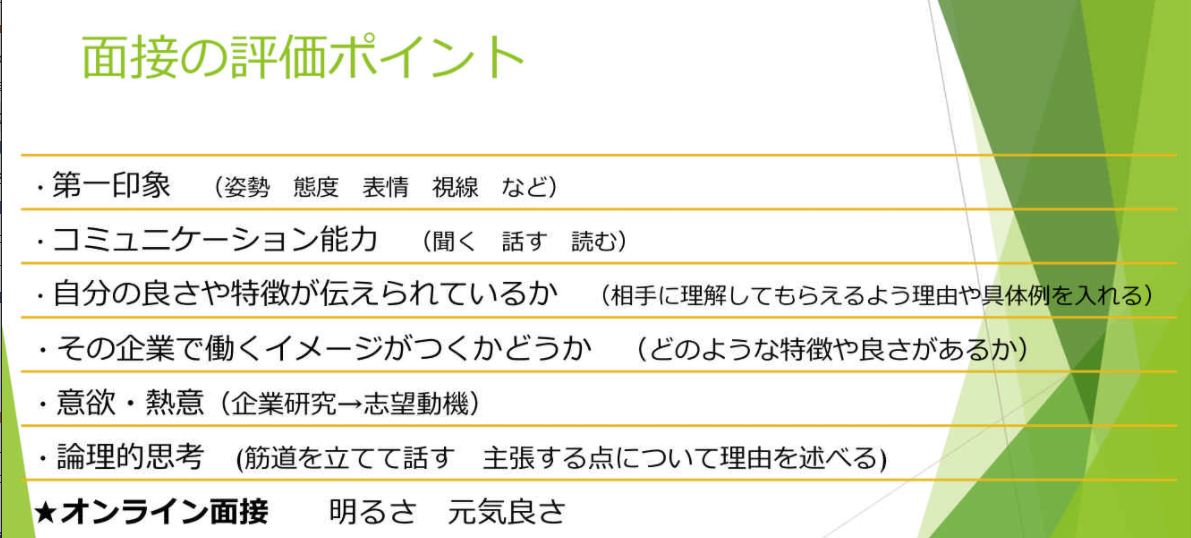 面接の評価ポイント
・第一印象　（姿勢　態度　表情　視線　など）
・コミュニケーション能力　（聞く　話す　読む）
・自分の良さや特徴が伝えられているか　（相手に理解してもらえるよう理由や具体例を入れる）
・その企業で働くイメージがつくかどうか　（どのような特徴や良さがあるか）
・意欲・熱意（企業研究→志望動機）
・論理的思考　(筋道を立てて話す　主張する点について理由を述べる)
★オンライン面接　　明るさ　元気良さ